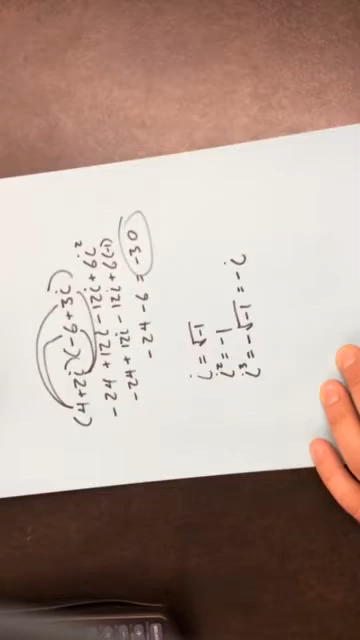 (4+2i)(-6+3i)
-24 + 12i - 12i + 6i²
-24 + 12i - 12i + 6(-1)
-24 - 6 = -30
i = √-1
i² = -1
i³ = -√-1 = -i